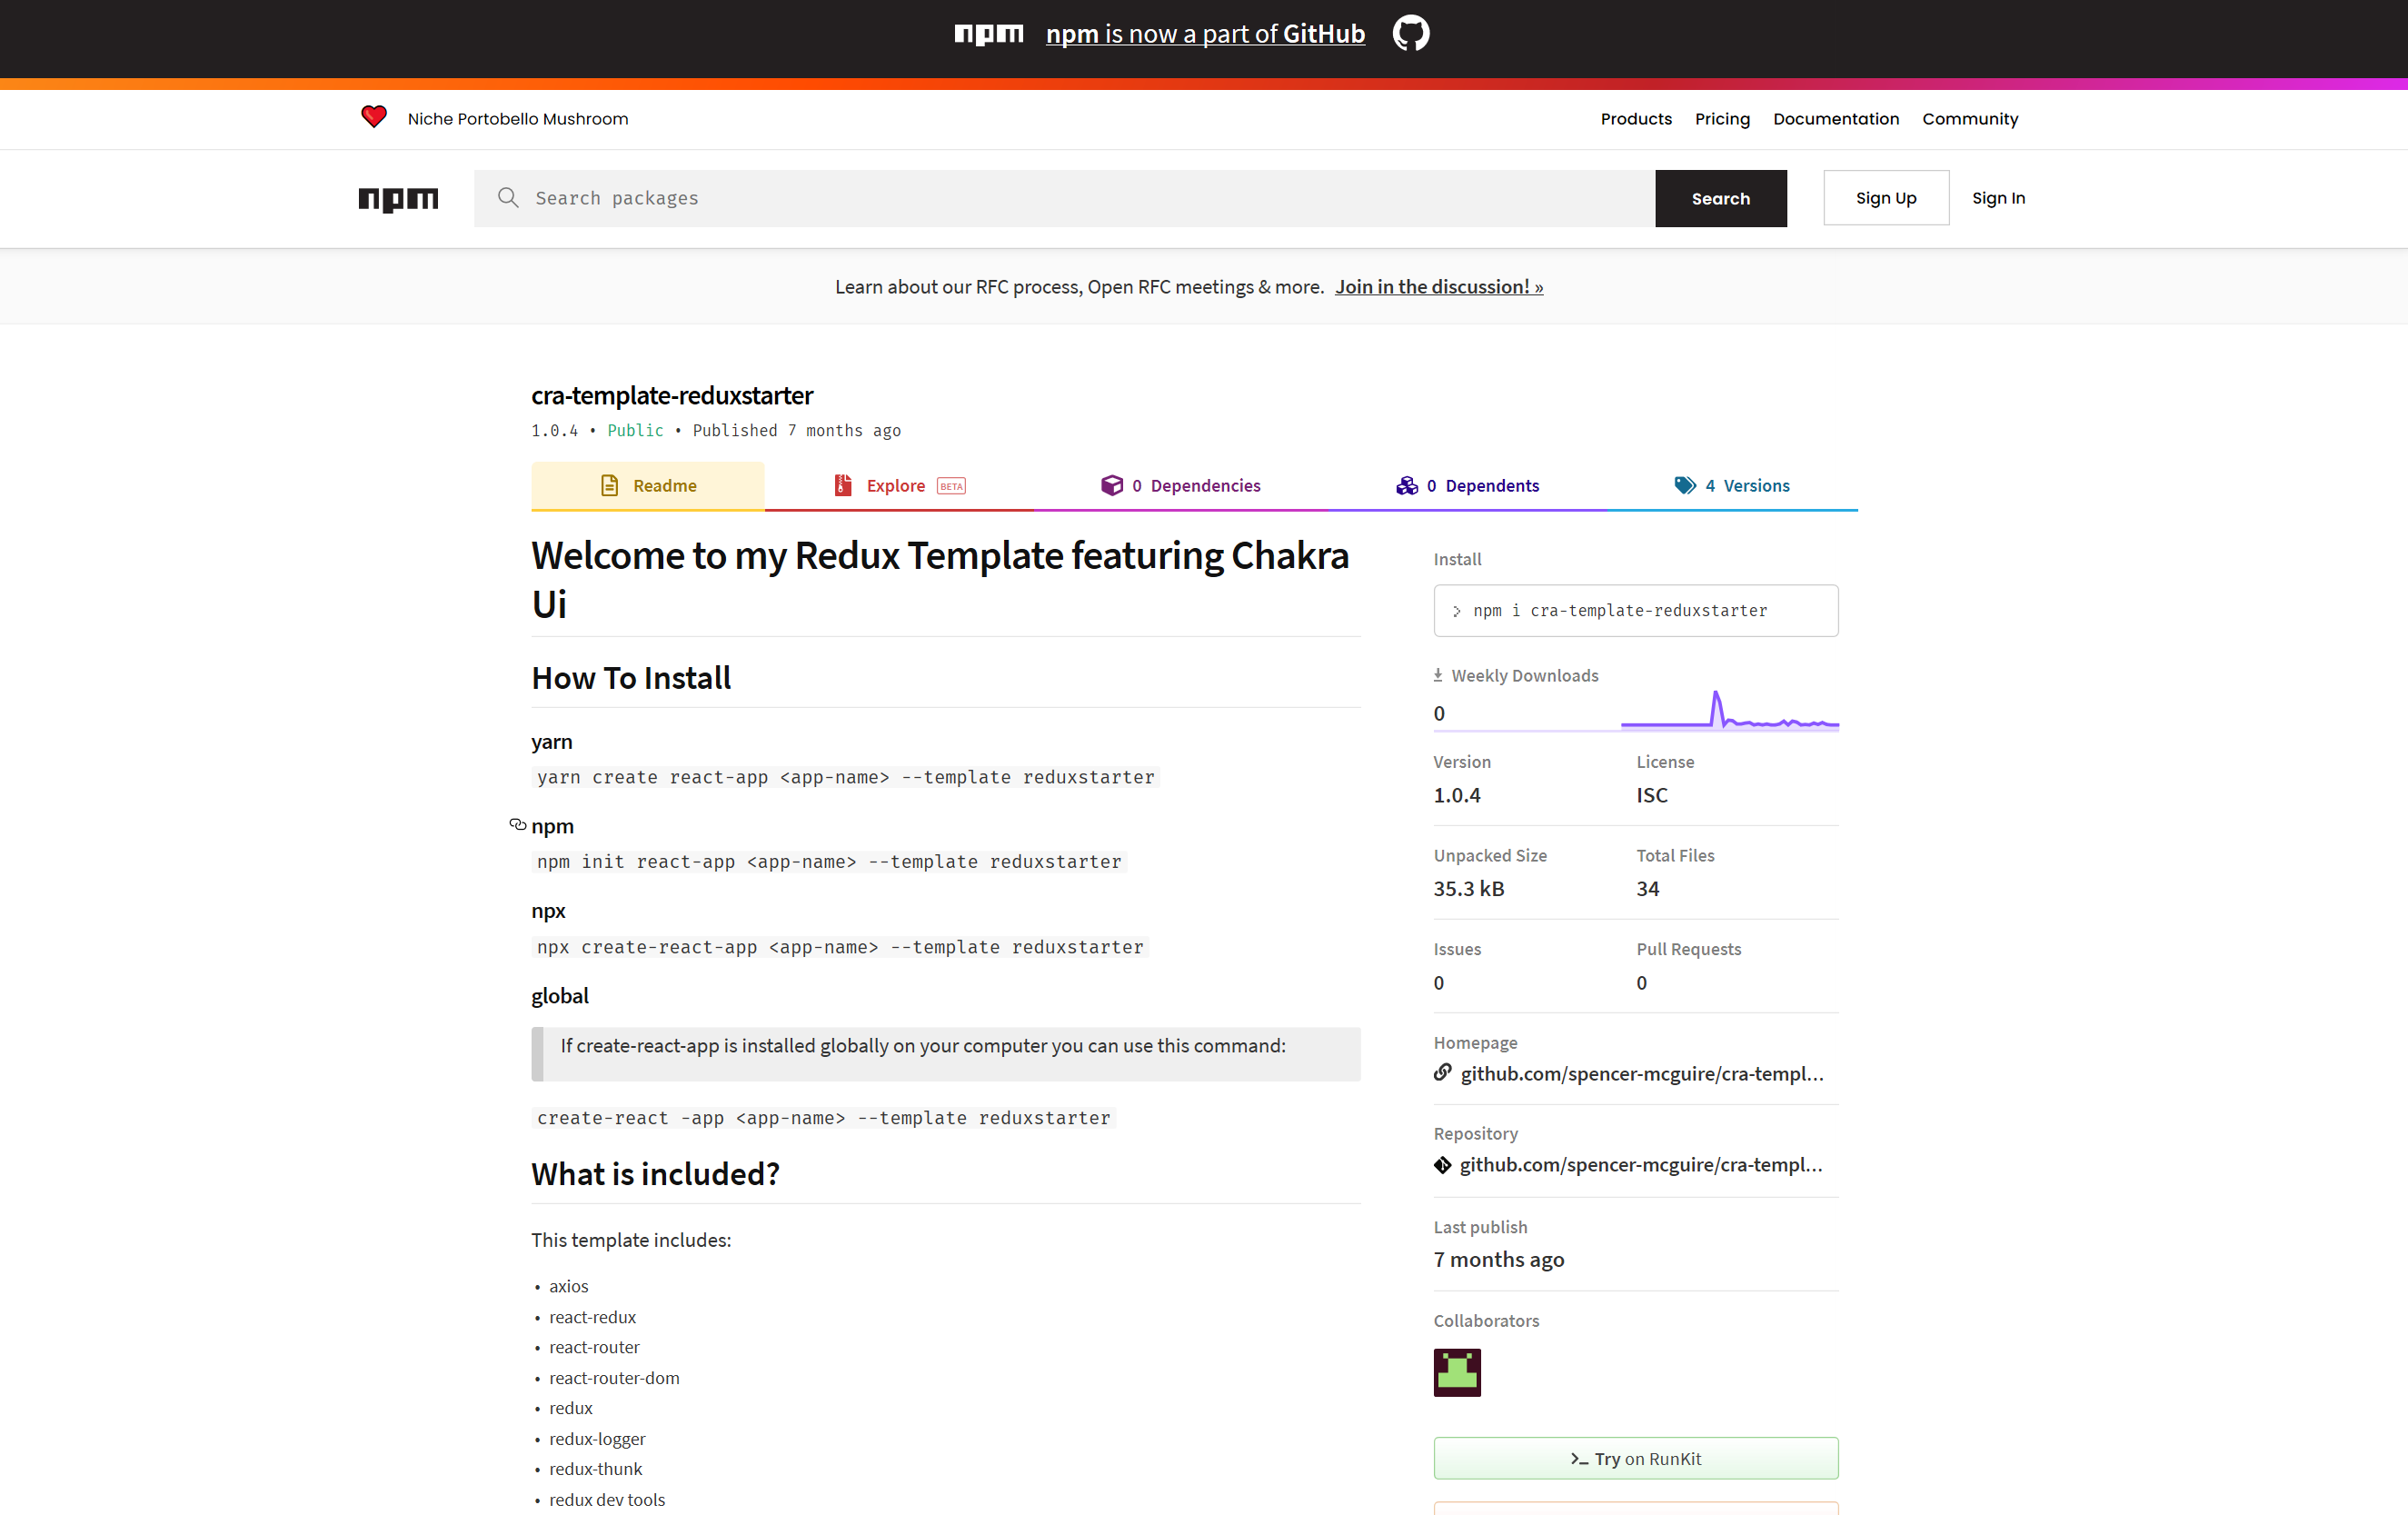 npm npm is now a part of GitHub
Niche Portobello Mushroom
Products Pricing Documentation Community
npm Search packages Search Sign Up Sign In
Learn about our RFC process, Open RFC meetings & more. Join in the discussion! »
cra-template-reduxstarter
1.0.4 • Public • Published 7 months ago
Readme Explore BETA 0 Dependencies 0 Dependents 4 Versions
Welcome to my Redux Template featuring Chakra
Ui
How To Install
yarn
yarn create react-app <app-name> --template reduxstarter
npm
npm init react-app <app-name> --template reduxstarter
npx
npx create-react-app <app-name> --template reduxstarter
global
If create-react-app is installed globally on your computer you can use this command:
create-react -app <app-name> --template reduxstarter
What is included?
This template includes:
• axios
• react-redux
• react-router
• react-router-dom
• redux
• redux-logger
• redux-thunk
• redux dev tools
Install
npm i cra-template-reduxstarter
Weekly Downloads
0
Version License
1.0.4 ISC
Unpacked Size Total Files
35.3 kB 34
Issues Pull Requests
0 0
Homepage
github.com/spencer-mcguire/cra-templ...
Repository
github.com/spencer-mcguire/cra-templ...
Last publish
7 months ago
Collaborators
Try on RunKit